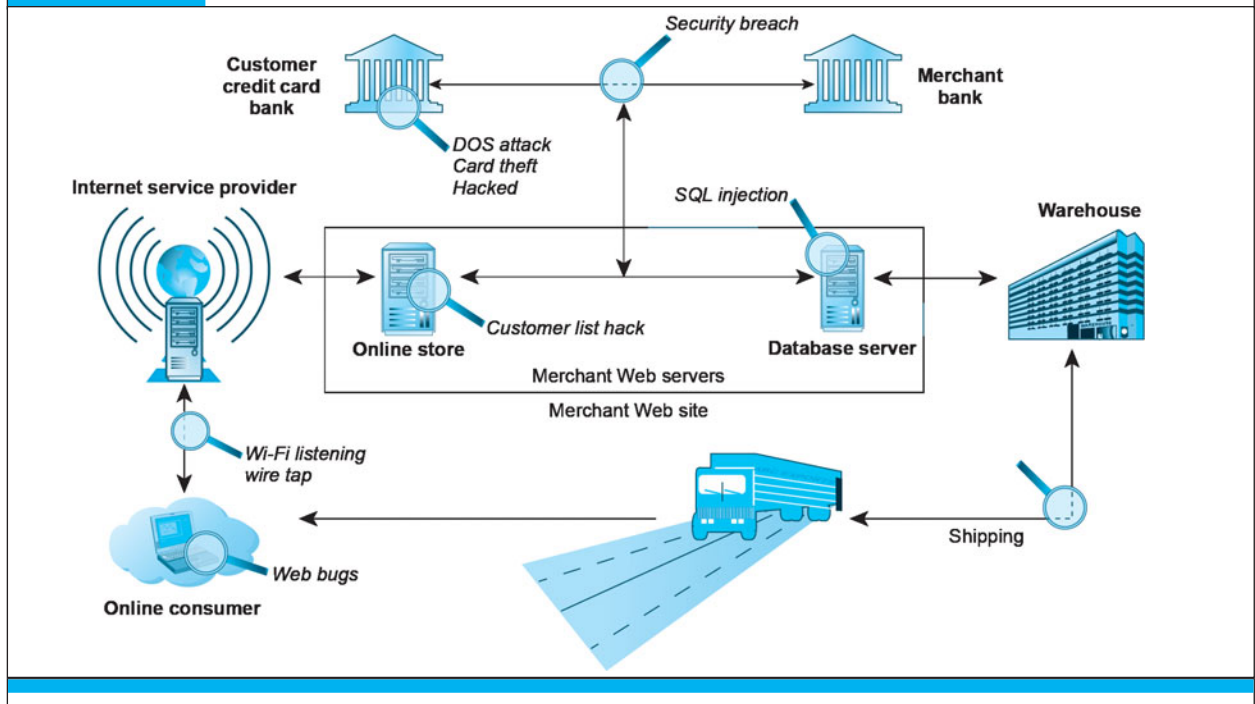 Security breach
Customer
credit card
bank
Merchant
bank
DOS attack
Card theft
Hacked
Internet service provider
SQL injection
Warehouse
Customer list hack
Online store
Database server
Merchant Web servers
Merchant Web site
Wi-Fi listening
wire tap
Shipping
Web bugs
Online consumer